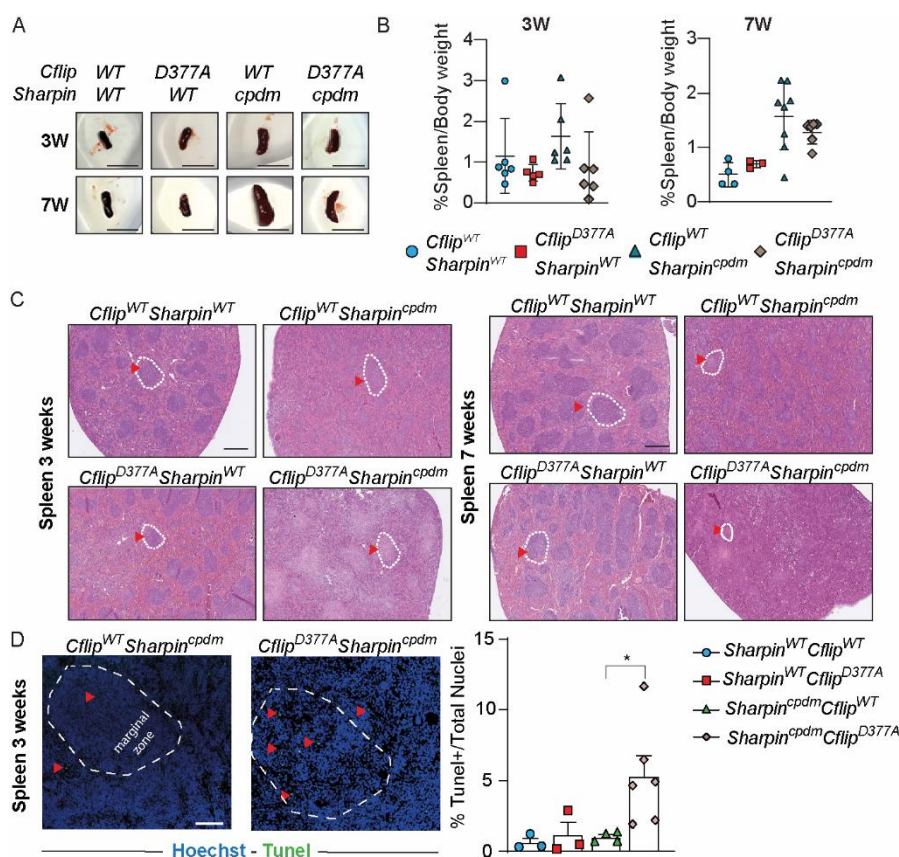 A
Cflip WT D377A WT D377A
Sharpin WT WT cpdm cpdm
3W
7W
B
3W
%Spleen/Body weight
4
3
2
1
0
7W
%Spleen/Body weight
3
2
1
0
Cflip^WT Sharpin^WT
Cflip^D377A Sharpin^WT
Cflip^WT Sharpin^cpdm
Cflip^D377A Sharpin^cpdm
C
Spleen 3 weeks
Cflip^WT Sharpin^WT
Cflip^WT Sharpin^cpdm
Cflip^D377A Sharpin^WT
Cflip^D377A Sharpin^cpdm
Spleen 7 weeks
Cflip^WT Sharpin^WT
Cflip^WT Sharpin^cpdm
Cflip^D377A Sharpin^WT
Cflip^D377A Sharpin^cpdm
D
Spleen 3 weeks
Cflip^WT Sharpin^cpdm
Cflip^D377A Sharpin^cpdm
marginal
zone
Hoechst - Tunel
% Tunel+/Total Nuclei
15
10
5
0
*
Sharpin^WT Cflip^WT
Sharpin^WT Cflip^D377A
Sharpin^cpdm Cflip^WT
Sharpin^cpdm Cflip^D377A